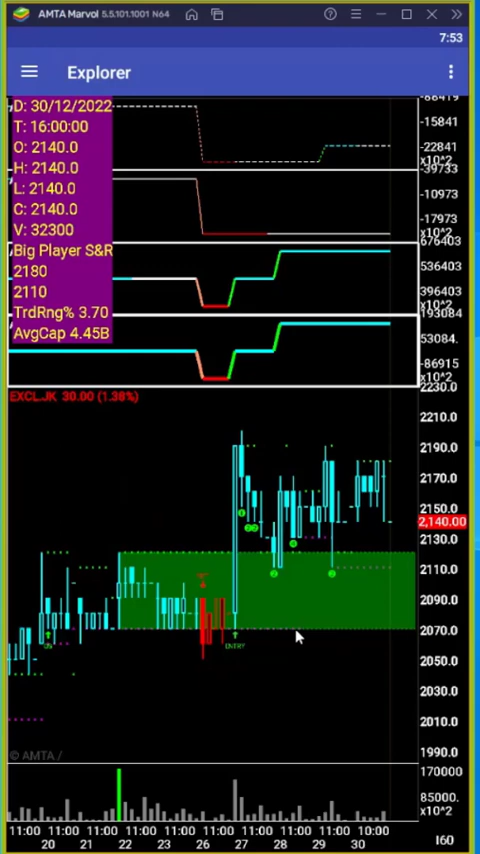 AMTA Marvol 5.5.101.1001 N64
7:53
Explorer
D: 30/12/2022
T: 16:00:00
O: 2140.0
H: 2140.0
L: 2140.0
C: 2140.0
V: 32300
Big Player S&R
2180
2110
TrdRng% 3.70
AvgCap 4.45B
-88419
-15841
-22841
x10^2
-39733
-10973
-17973
x10^2
676403
536403
396403
x10^2
193084
53084.
-86915
x10^2
2230.0
EXCL.JK 30.00 (1.38%)
2210.0
2190.0
2170.0
2150.0
2,140.00
2130.0
2110.0
2090.0
2070.0
2050.0
2030.0
2010.0
1990.0
ENTRY
© AMTA /
170000
85000.
x10^2
11:00 11:00 11:00 11:00 11:00 11:00 11:00 11:00 10:00
20 21 22 23 26 27 28 29 30
I60